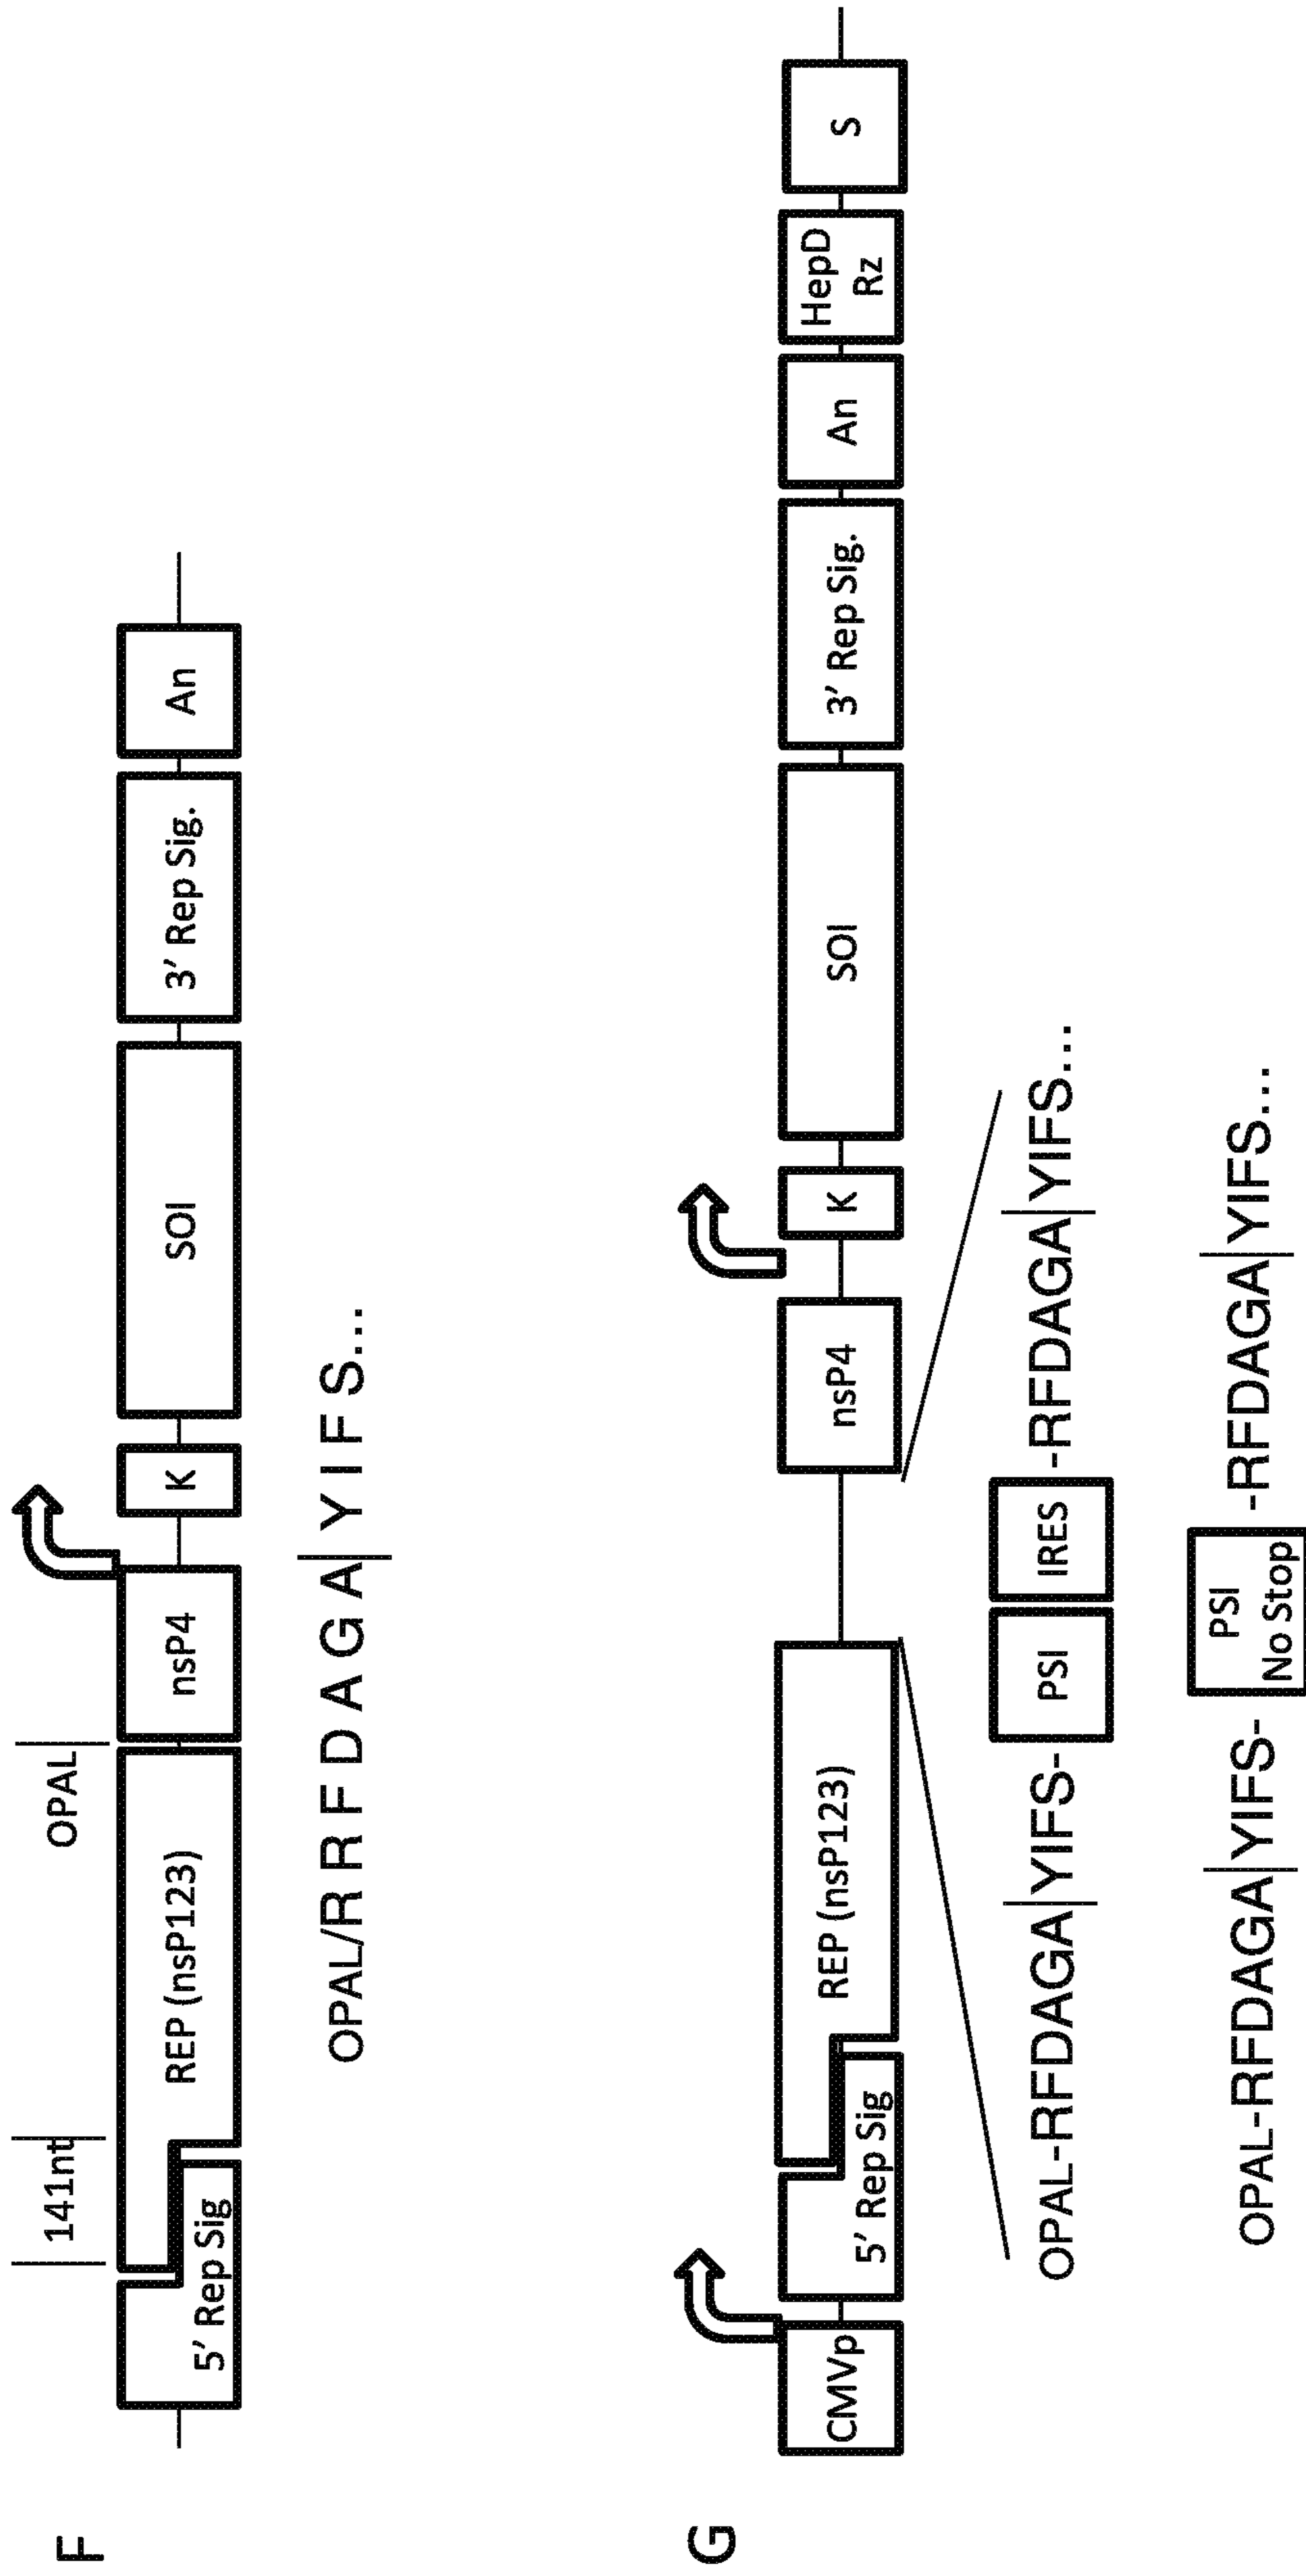 F
141nt
OPAL
5' Rep Sig
REP (nsP123)
nsP4
K
SOI
3' Rep Sig.
An
OPAL/R R F D A G A Y I F S...
G
CMVp
5' Rep Sig
REP (nsP123)
nsP4
K
SOI
3' Rep Sig.
An
HepD
Rz
S
OPAL-RFDAGA YIFS- PSI IRES -RFDAGA YIFS...
OPAL-RFDAGA YIFS- PSI No Stop -RFDAGA YIFS...